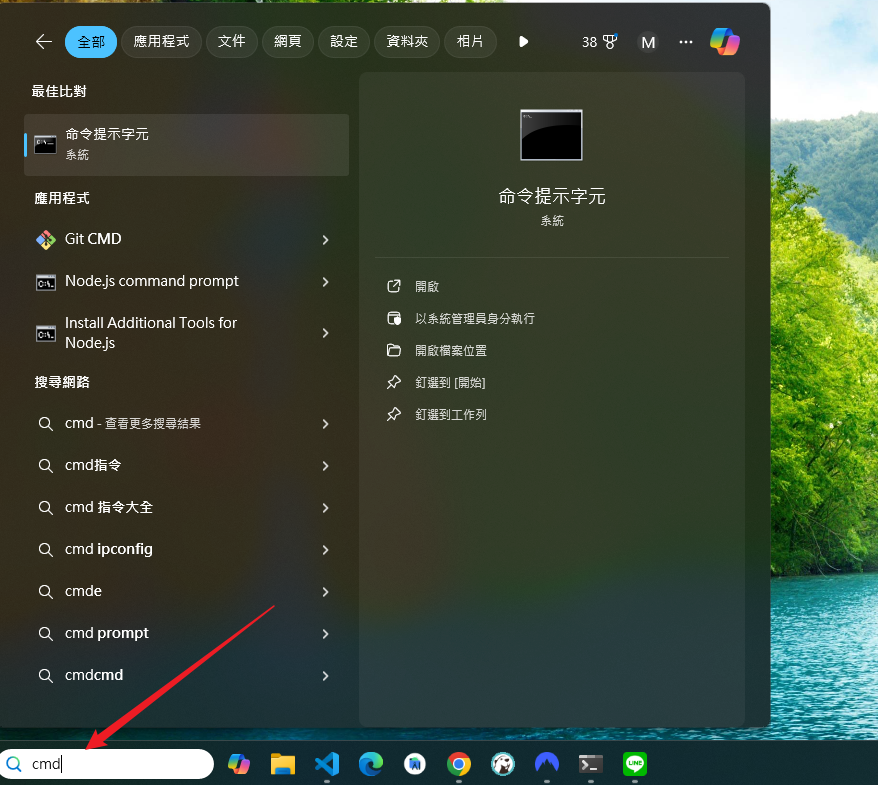 全部
應用程式
文件
網頁
設定
資料夾
相片
38
M
最佳比對
命令提示字元
系統
應用程式
Git CMD
Node.js command prompt
Install Additional Tools for
Node.js
搜尋網路
cmd - 查看更多搜尋結果
cmd指令
cmd 指令大全
cmd ipconfig
cmde
cmd prompt
cmdcmd
命令提示字元
系統
開啟
以系統管理員身分執行
開啟檔案位置
釘選到 [開始]
釘選到工作列
cmd
LINE